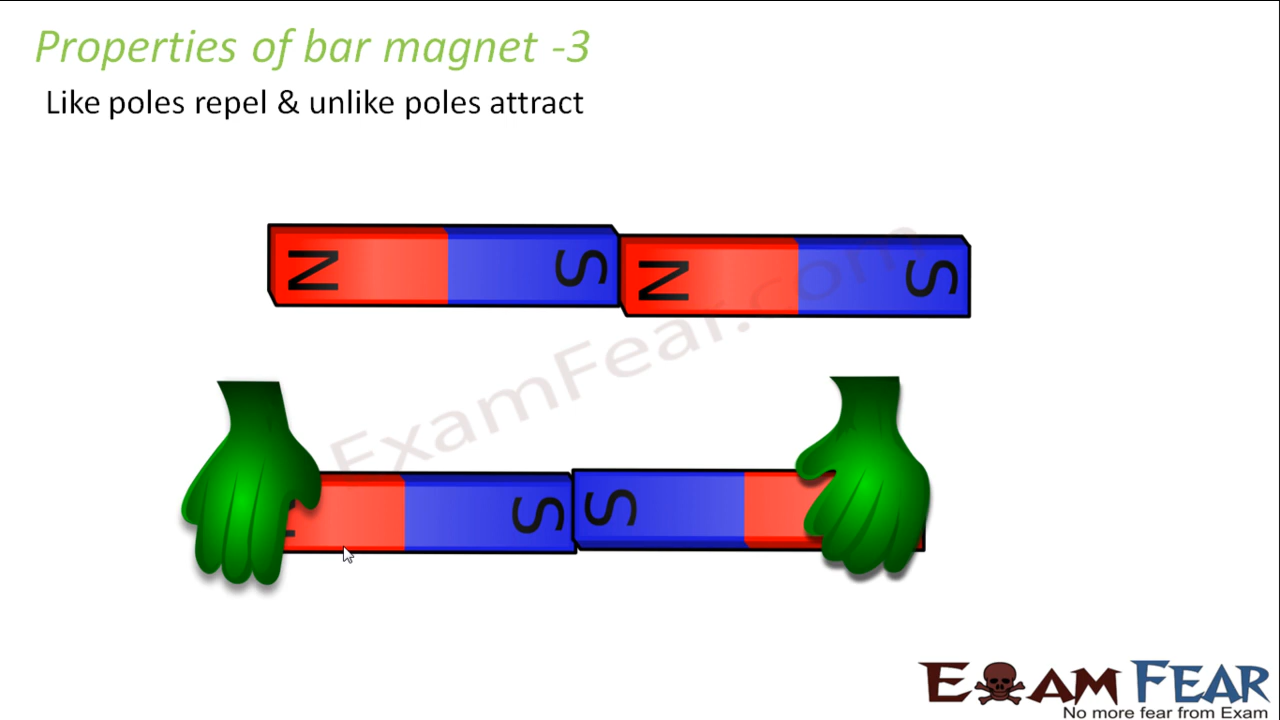 Properties of bar magnet -3
Like poles repel & unlike poles attract
N S N S
ExamFear.com
S S
EXAM FEAR
No more fear from Exam